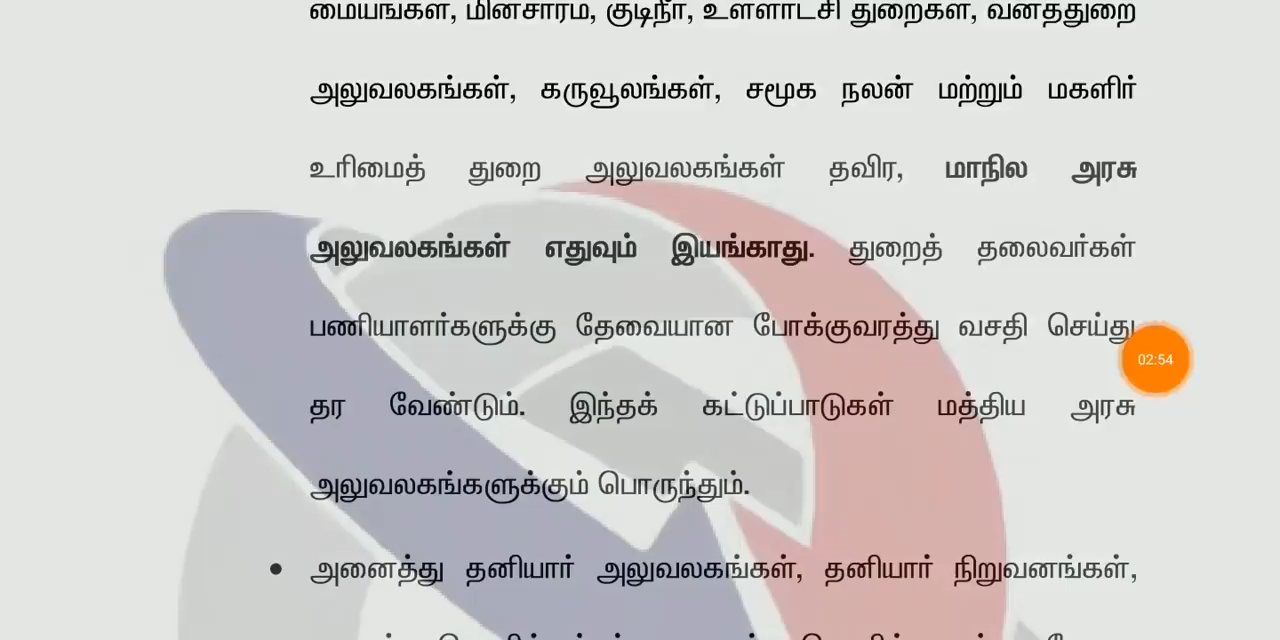 மையங்கள், மின்சாரம், குடிநீர், உள்ளாட்சி துறைகள், வனத்துறை
அலுவலகங்கள், கருவூலங்கள், சமூக நலன் மற்றும் மகளிர்
உரிமைத் துறை அலுவலகங்கள் தவிர, மாநில அரசு
அலுவலகங்கள் எதுவும் இயங்காது. துறைத் தலைவர்கள்
பணியாளர்களுக்கு தேவையான போக்குவரத்து வசதி செய்து
02:54
தர வேண்டும். இந்தக் கட்டுப்பாடுகள் மத்திய அரசு
அலுவலகங்களுக்கும் பொருந்தும்.
• அனைத்து தனியார் அலுவலகங்கள், தனியார் நிறுவனங்கள்,